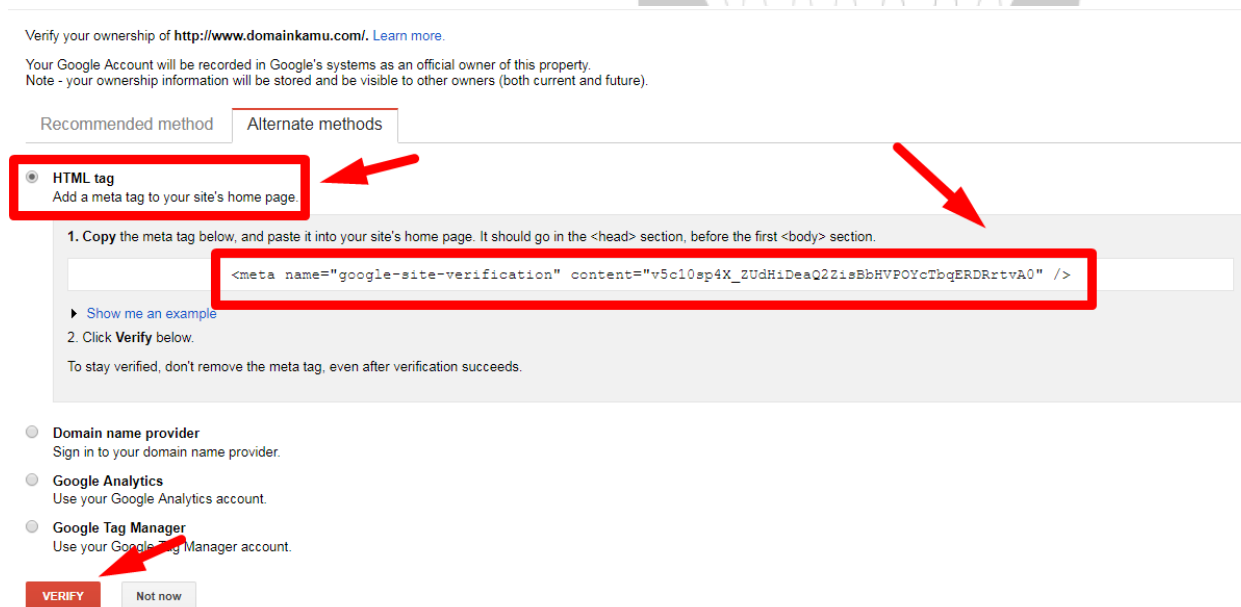 Verify your ownership of http://www.domainkamu.com/. Learn more.
Your Google Account will be recorded in Google's systems as an official owner of this property.
Note - your ownership information will be stored and be visible to other owners (both current and future).
Recommended method Alternate methods
HTML tag
Add a meta tag to your site's home page.
1. Copy the meta tag below, and paste it into your site's home page. It should go in the <head> section, before the first <body> section.
<meta name="google-site-verification" content="v5cl0sp4X_ZUdHiDeaQ2ZisBbHVPOYcTbqERDRrtvA0" />
Show me an example
2. Click Verify below.
To stay verified, don't remove the meta tag, even after verification succeeds.
Domain name provider
Sign in to your domain name provider.
Google Analytics
Use your Google Analytics account.
Google Tag Manager
Use your Google Tag Manager account.
VERIFY Not now